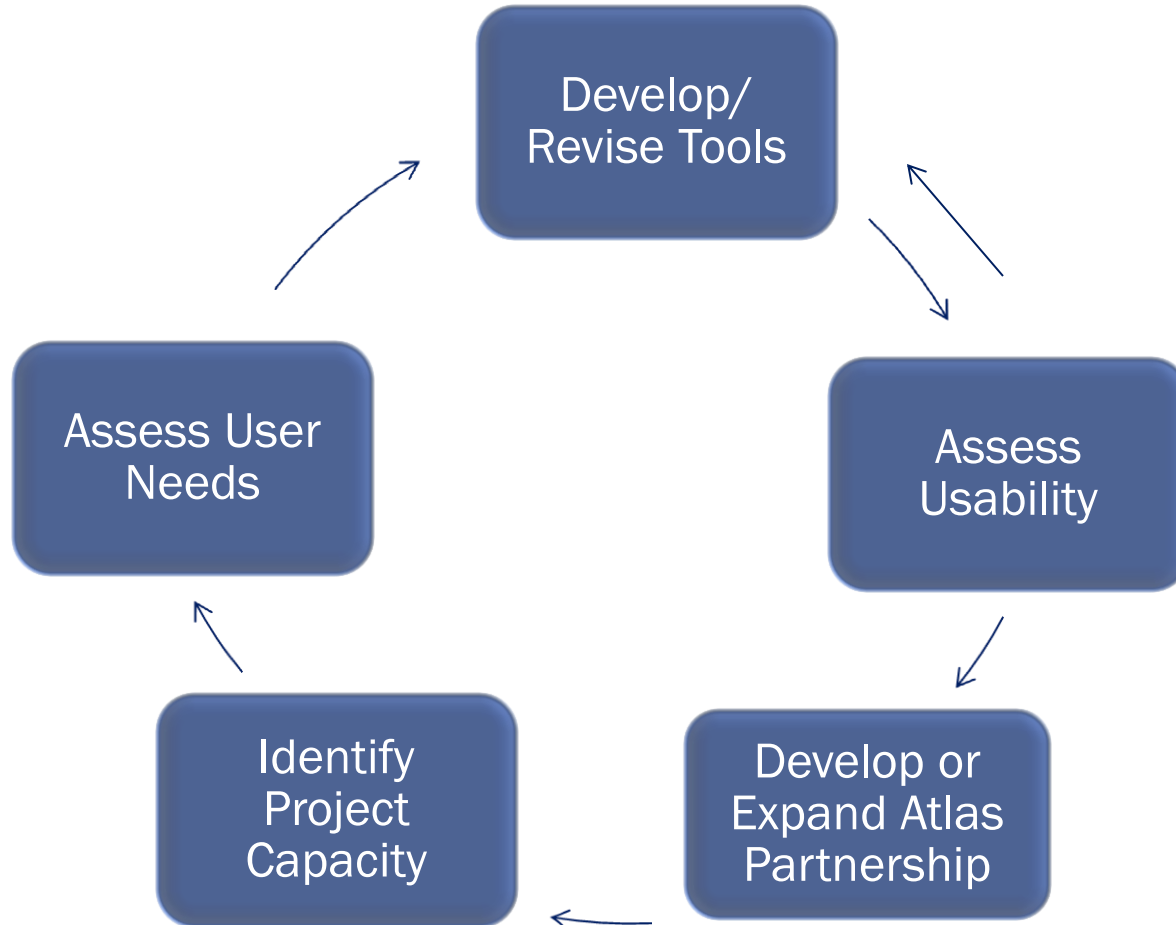 Develop/
Revise Tools
Assess User
Needs
Assess
Usability
Identify
Project
Capacity
Develop or
Expand Atlas
Partnership